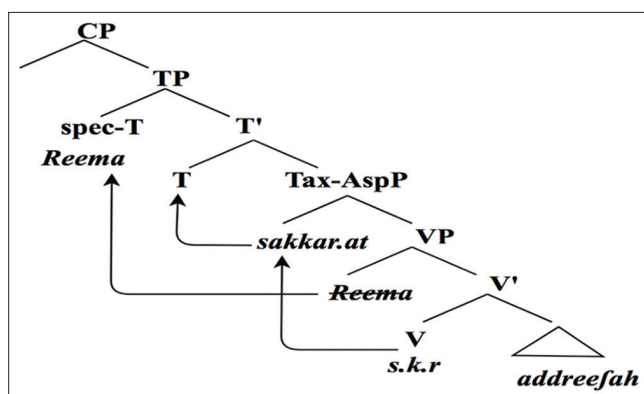 CP
TP
spec-T T'
Reema
T Tax-AspP
sakkar.at VP
Reema V'
V
s.k.r
addreeʃah